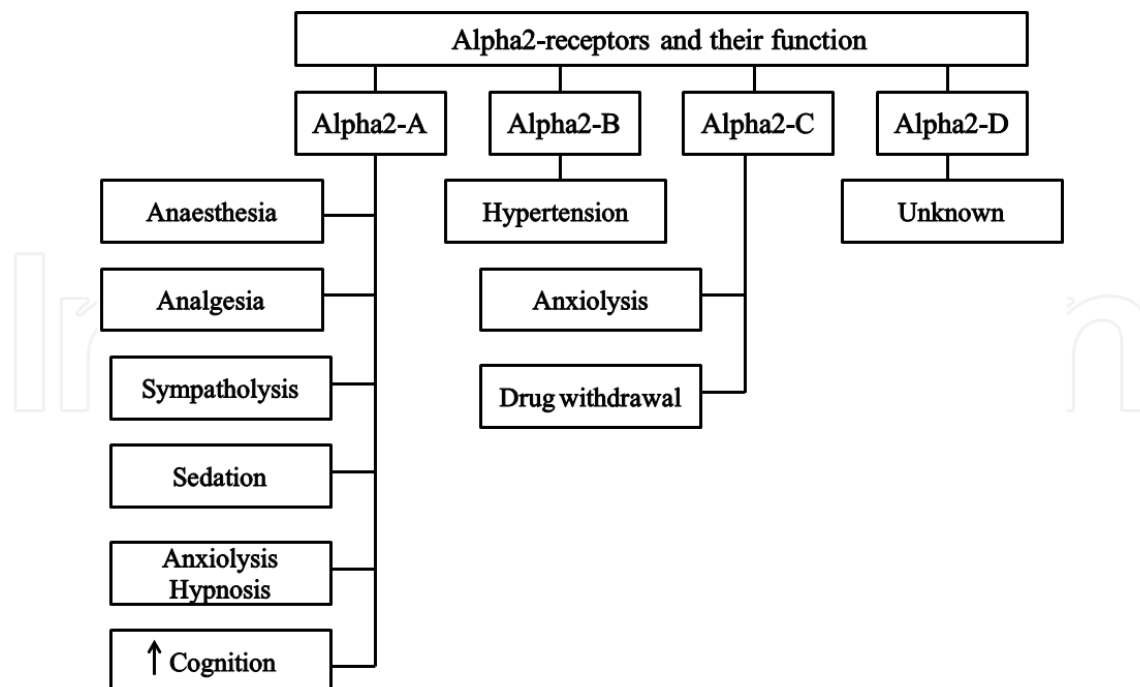 Alpha2-receptors and their function
Alpha2-A
Alpha2-B
Alpha2-C
Alpha2-D
Anaesthesia
Analgesia
Sympatholysis
Sedation
Anxiolysis
Hypnosis
↑ Cognition
Hypertension
Anxiolysis
Drug withdrawal
Unknown